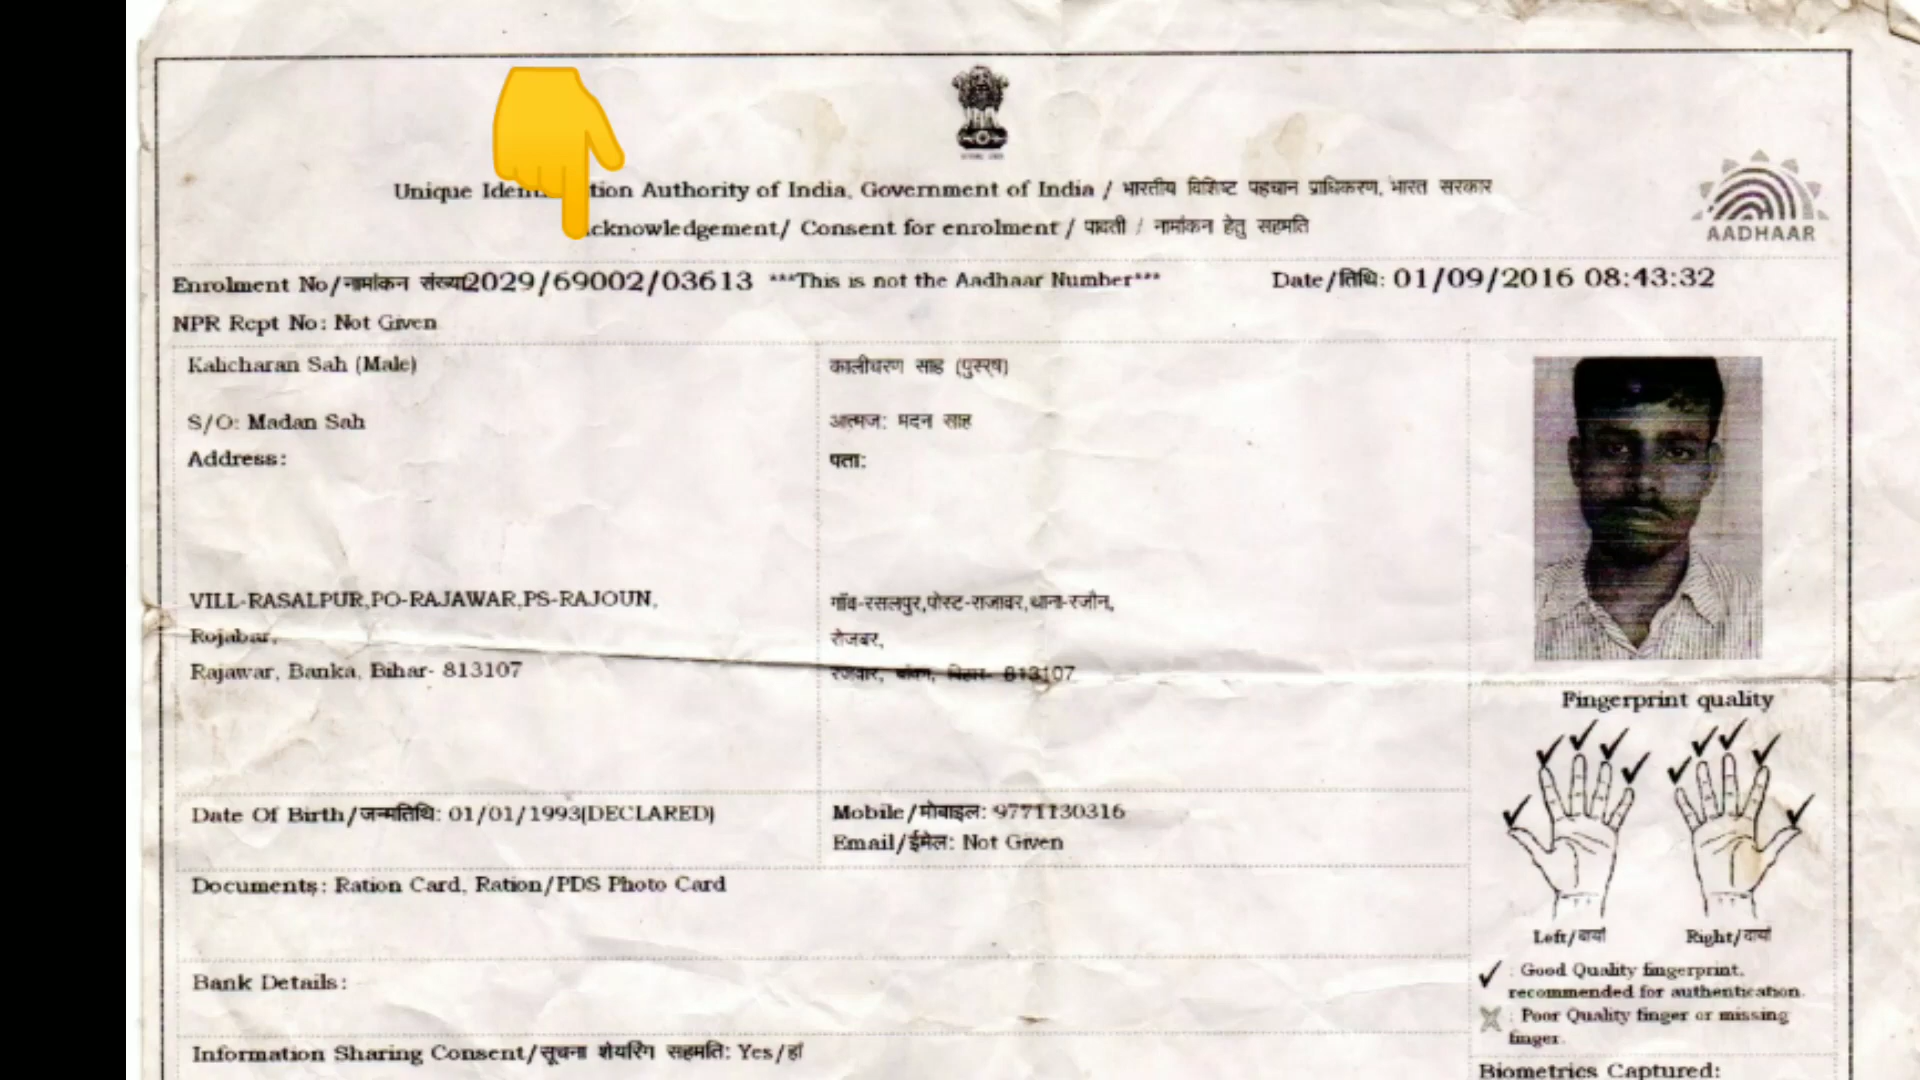 Unique tion Authority of India, Government of India / भारतीय विशिष्ट पहचान प्राधिकरण, भारत सरकार
cknowledgement/ Consent for enrolment / पावती / नामांकन हेतु सहमति
AADHAAR
Enrolment No/नामांकन संख्या2029/69002/03613 ***This is not the Aadhaar Number*** Date/तिथि: 01/09/2016 08:43:32
NPR Rcpt No: Not Given
Kalicharan Sah (Male)
S/O: Madan Sah
Address:
VILL-RASALPUR,PO-RAJAWAR,PS-RAJOUN,
Rojabar,
Rajawar, Banka, Bihar- 813107
कालीचरण साह (पुरुष)
आत्मज: मदन साह
पता:
गाँव-रसलपुर,पोस्ट-राजावर,थाना-रजौन,
रोजबर,
रजवार, बांका, बिहार- 813107
Fingerprint quality
Left/बायां Right/दायां
: Good Quality fingerprint,
recommended for authentication.
: Poor Quality finger or missing
finger.
Biometrics Captured:
Date Of Birth/जन्मतिथि: 01/01/1993(DECLARED)
Mobile/मोबाइल: 9771130316
Email/ईमेल: Not Given
Documents: Ration Card, Ration/PDS Photo Card
Bank Details:
Information Sharing Consent/सूचना शेयरिंग सहमति: Yes/हां